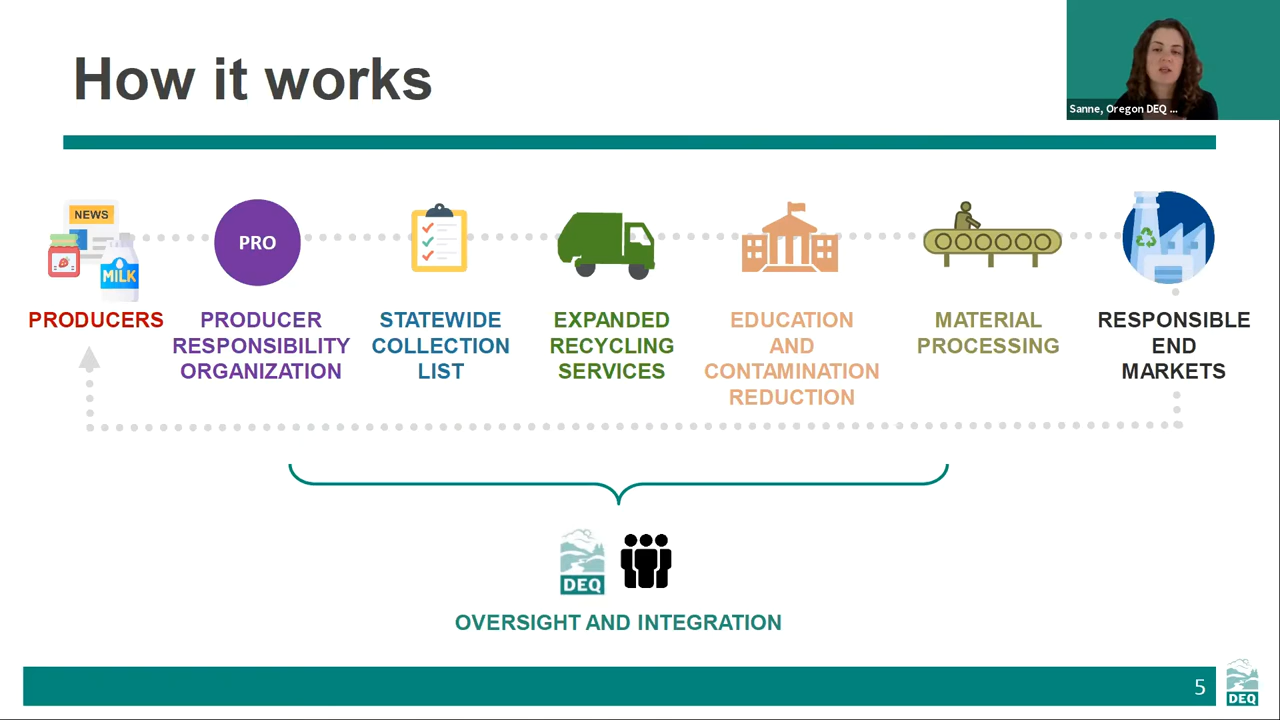 How it works
Sanne, Oregon DEQ ...
NEWS
MILK
PRO
PRODUCERS
PRODUCER
RESPONSIBILITY
ORGANIZATION
STATEWIDE
COLLECTION
LIST
EXPANDED
RECYCLING
SERVICES
EDUCATION
AND
CONTAMINATION
REDUCTION
MATERIAL
PROCESSING
RESPONSIBLE
END
MARKETS
DEQ
OVERSIGHT AND INTEGRATION
5
DEQ